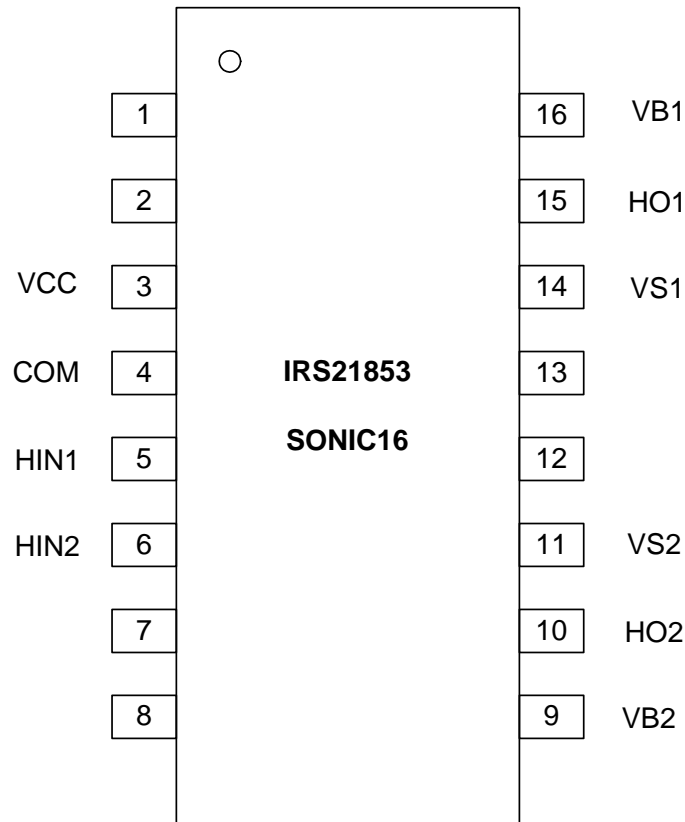 1 16 VB1
2 15 HO1
VCC 3 14 VS1
COM 4 IRS21853 13
SONIC16
HIN1 5 12
HIN2 6 11 VS2
7 10 HO2
8 9 VB2